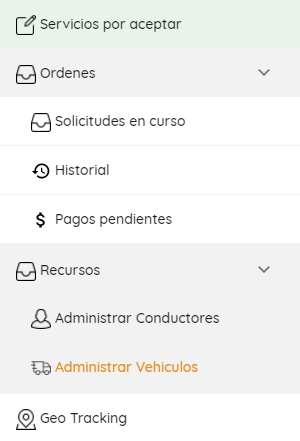 Servicios por aceptar
Ordenes
Solicitudes en curso
Historial
Pagos pendientes
Recursos
Administrar Conductores
Administrar Vehiculos
Geo Tracking